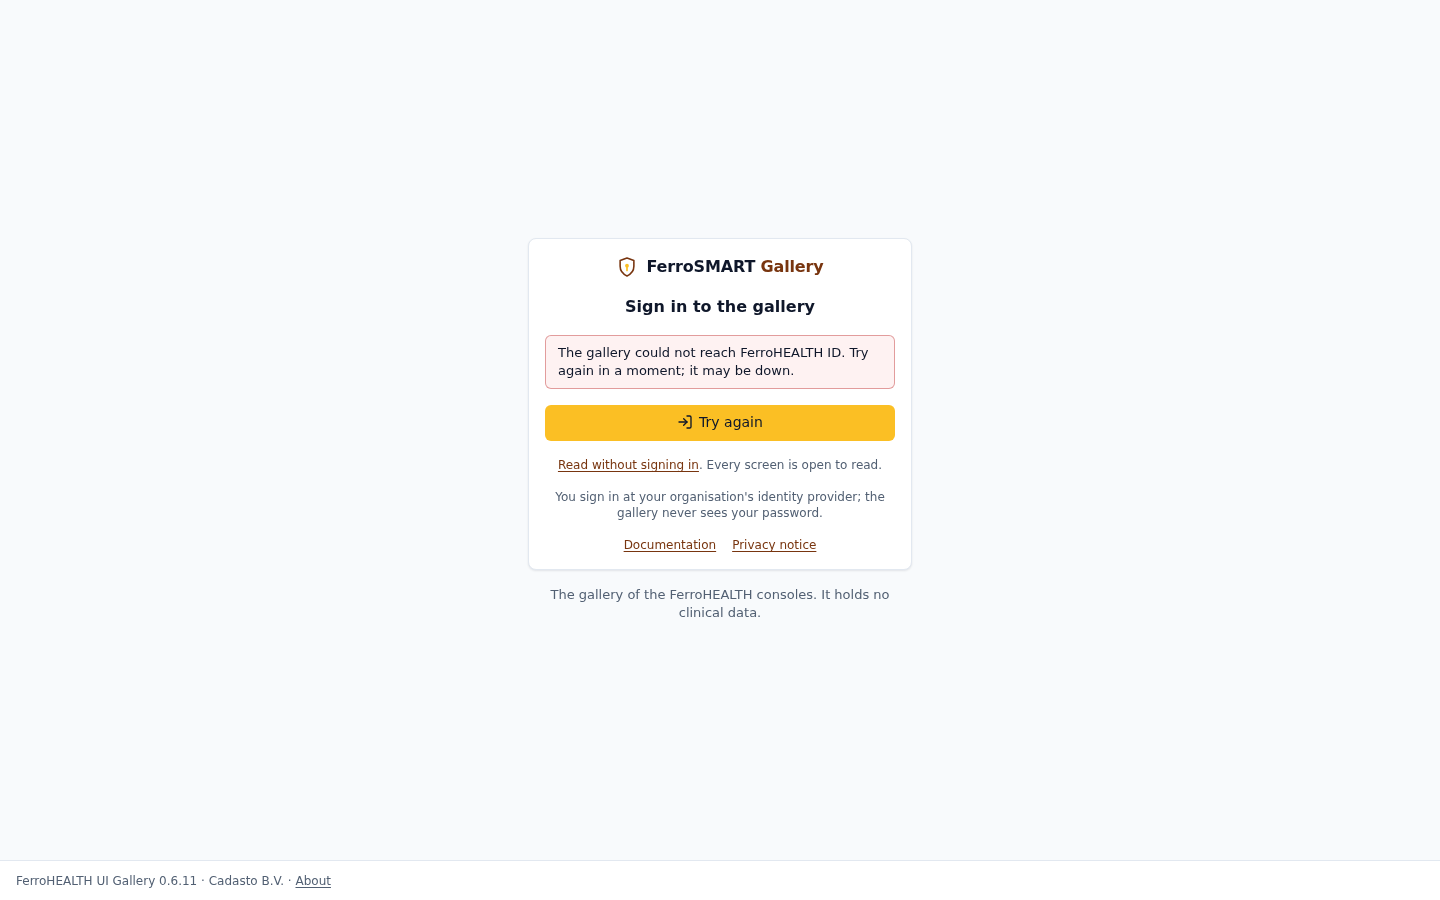 FerroSMART Gallery
Sign in to the gallery
The gallery could not reach FerroHEALTH ID. Try
again in a moment; it may be down.
Try again
Read without signing in. Every screen is open to read.
You sign in at your organisation's identity provider; the
gallery never sees your password.
Documentation Privacy notice
The gallery of the FerroHEALTH consoles. It holds no
clinical data.
FerroHEALTH UI Gallery 0.6.11 · Cadasto B.V. · About